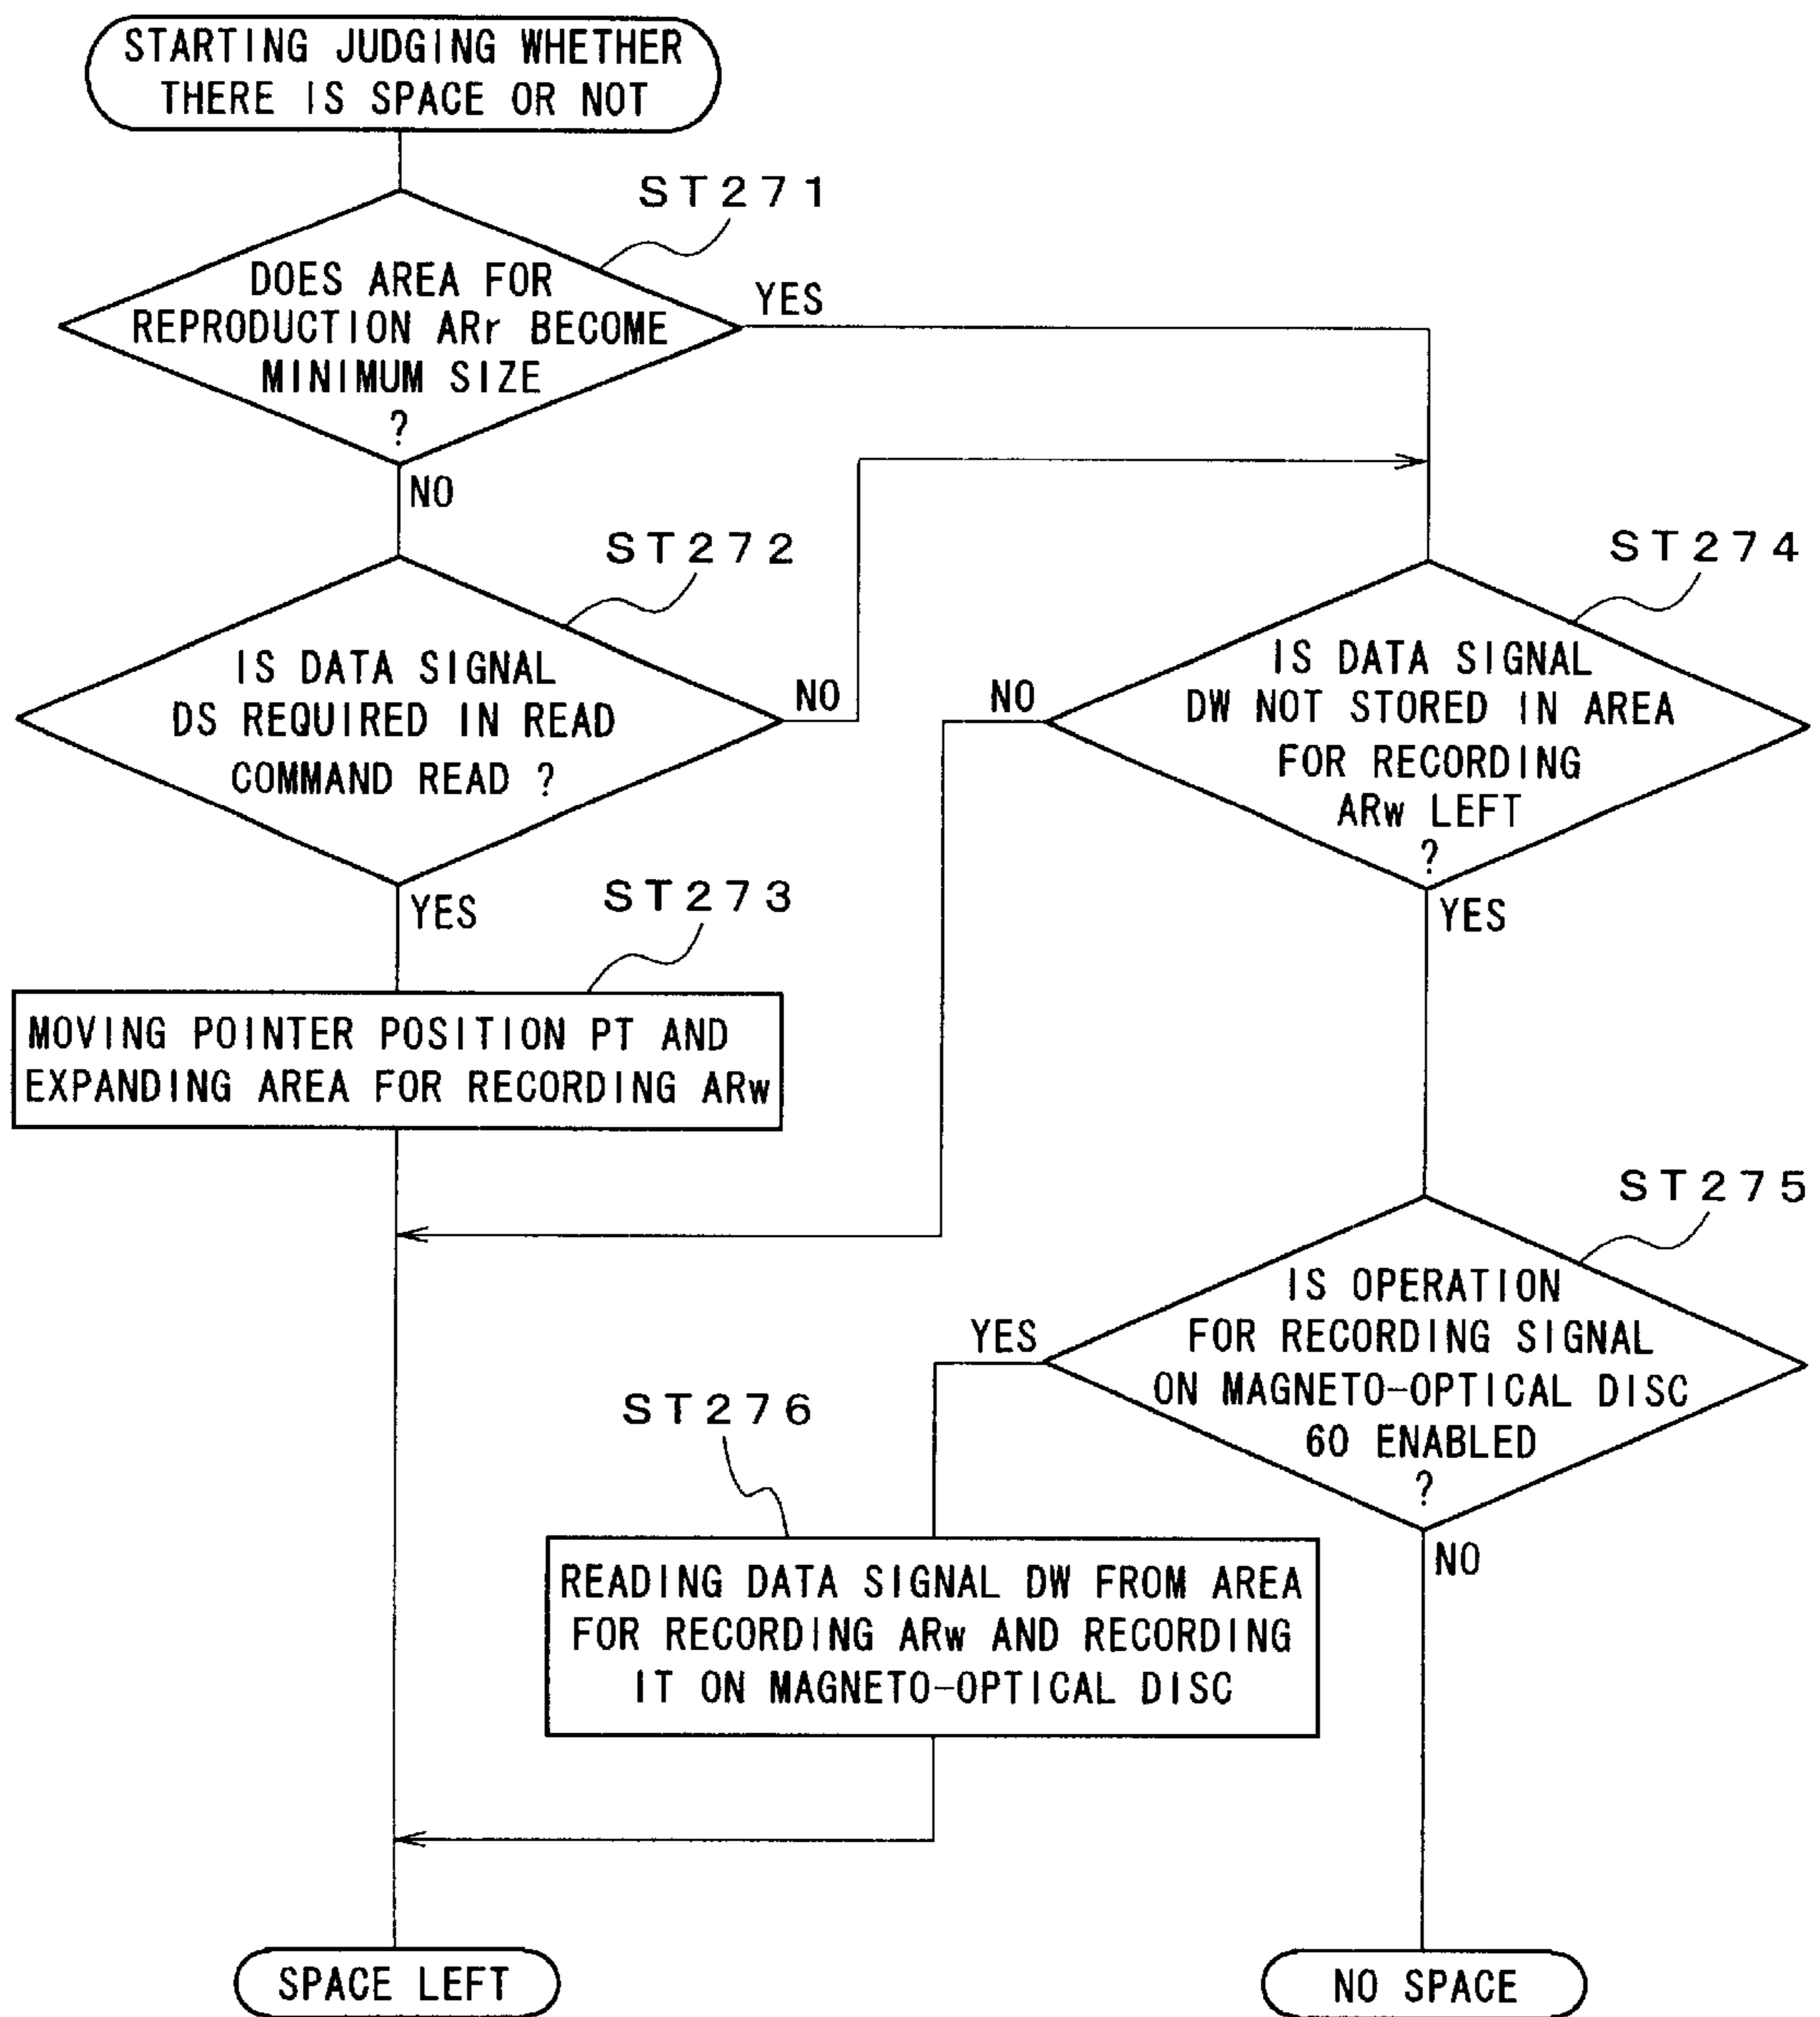 STARTING JUDGING WHETHER
THERE IS SPACE OR NOT
ST271
DOES AREA FOR
REPRODUCTION ARr BECOME
MINIMUM SIZE
?
YES
NO
ST272
IS DATA SIGNAL
DS REQUIRED IN READ
COMMAND READ ?
NO
YES
ST274
IS DATA SIGNAL
DW NOT STORED IN AREA
FOR RECORDING
ARw LEFT
?
NO
YES
ST273
MOVING POINTER POSITION PT AND
EXPANDING AREA FOR RECORDING ARw
ST275
IS OPERATION
FOR RECORDING SIGNAL
ON MAGNETO-OPTICAL DISC
60 ENABLED
?
YES
NO
ST276
READING DATA SIGNAL DW FROM AREA
FOR RECORDING ARw AND RECORDING
IT ON MAGNETO-OPTICAL DISC
SPACE LEFT
NO SPACE